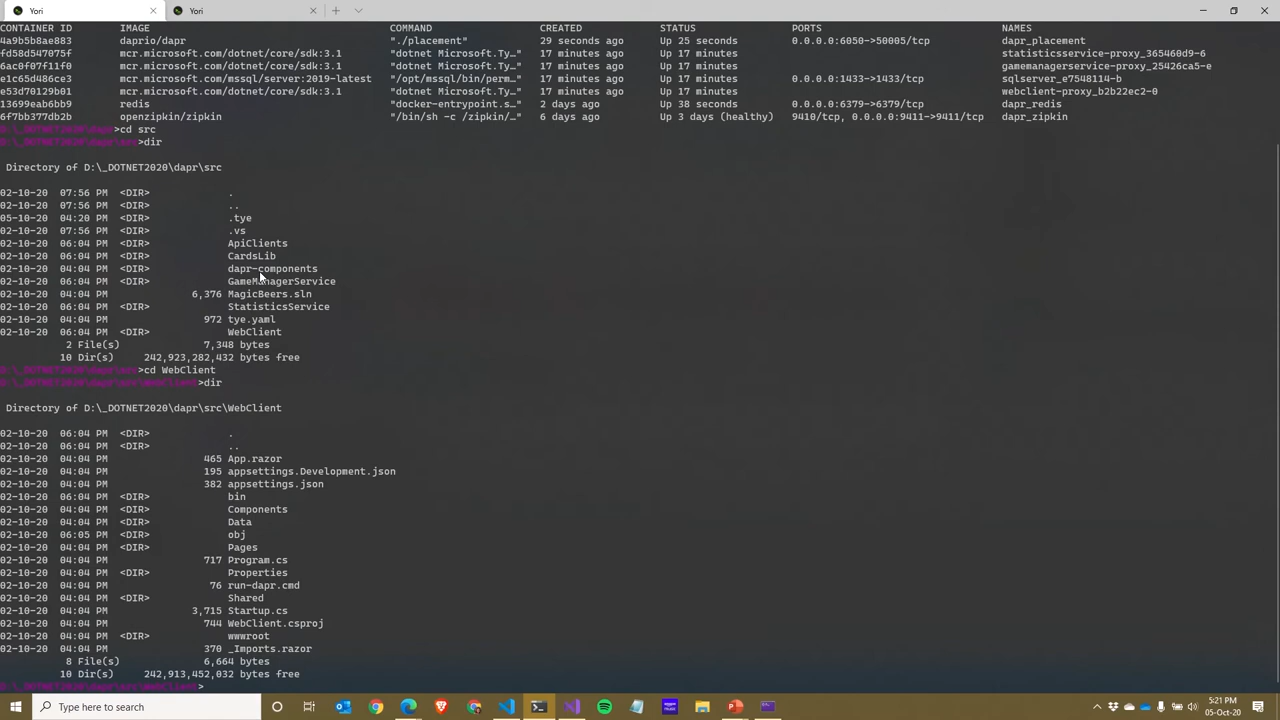 Yori
Yori
CONTAINER ID IMAGE COMMAND CREATED STATUS PORTS NAMES
4a9b5b8ae883 daprio/dapr "./placement" 29 seconds ago Up 25 seconds 0.0.0.0:6050->50005/tcp dapr_placement
fd58d547075f mcr.microsoft.com/dotnet/core/sdk:3.1 "dotnet Microsoft.Ty…" 17 minutes ago Up 17 minutes statisticsservice-proxy_365460d9-6
6ac0f07f11f0 mcr.microsoft.com/dotnet/core/sdk:3.1 "dotnet Microsoft.Ty…" 17 minutes ago Up 17 minutes gamemanagerservice-proxy_25426ca5-e
e1c65d486ce3 mcr.microsoft.com/mssql/server:2019-latest "/opt/mssql/bin/perm…" 17 minutes ago Up 17 minutes 0.0.0.0:1433->1433/tcp sqlserver_e7548114-b
e53d70129b01 mcr.microsoft.com/dotnet/core/sdk:3.1 "dotnet Microsoft.Ty…" 17 minutes ago Up 17 minutes webclient-proxy_b2b22ec2-0
13699eab6bb9 redis "docker-entrypoint.s…" 2 days ago Up 38 seconds 0.0.0.0:6379->6379/tcp dapr_redis
6f7bb377db2b openzipkin/zipkin "/bin/sh -c /zipkin/…" 6 days ago Up 3 days (healthy) 9410/tcp, 0.0.0.0:9411->9411/tcp dapr_zipkin
D:\_DOTNET2020\dapr>cd src
D:\_DOTNET2020\dapr\src>dir
Directory of D:\_DOTNET2020\dapr\src
02-10-20 07:56 PM <DIR> .
02-10-20 07:56 PM <DIR> ..
05-10-20 04:20 PM <DIR> .tye
02-10-20 07:56 PM <DIR> .vs
02-10-20 06:04 PM <DIR> ApiClients
02-10-20 06:04 PM <DIR> CardsLib
02-10-20 04:04 PM <DIR> dapr-components
02-10-20 06:04 PM <DIR> GameManagerService
02-10-20 04:04 PM 6,376 MagicBeers.sln
02-10-20 06:04 PM <DIR> StatisticsService
02-10-20 04:04 PM 972 tye.yaml
02-10-20 06:04 PM <DIR> WebClient
2 File(s) 7,348 bytes
10 Dir(s) 242,923,282,432 bytes free
D:\_DOTNET2020\dapr\src>cd WebClient
D:\_DOTNET2020\dapr\src\WebClient>dir
Directory of D:\_DOTNET2020\dapr\src\WebClient
02-10-20 06:04 PM <DIR> .
02-10-20 06:04 PM <DIR> ..
02-10-20 04:04 PM 465 App.razor
02-10-20 04:04 PM 195 appsettings.Development.json
02-10-20 04:04 PM 382 appsettings.json
02-10-20 06:04 PM <DIR> bin
02-10-20 04:04 PM <DIR> Components
02-10-20 04:04 PM <DIR> Data
02-10-20 06:05 PM <DIR> obj
02-10-20 04:04 PM <DIR> Pages
02-10-20 04:04 PM 717 Program.cs
02-10-20 04:04 PM <DIR> Properties
02-10-20 04:04 PM 76 run-dapr.cmd
02-10-20 04:04 PM <DIR> Shared
02-10-20 04:04 PM 3,715 Startup.cs
02-10-20 04:04 PM 744 WebClient.csproj
02-10-20 04:04 PM <DIR> wwwroot
02-10-20 04:04 PM 370 _Imports.razor
8 File(s) 6,664 bytes
10 Dir(s) 242,913,452,032 bytes free
D:\_DOTNET2020\dapr\src\WebClient>
Type here to search
5:21 PM
05-Oct-20